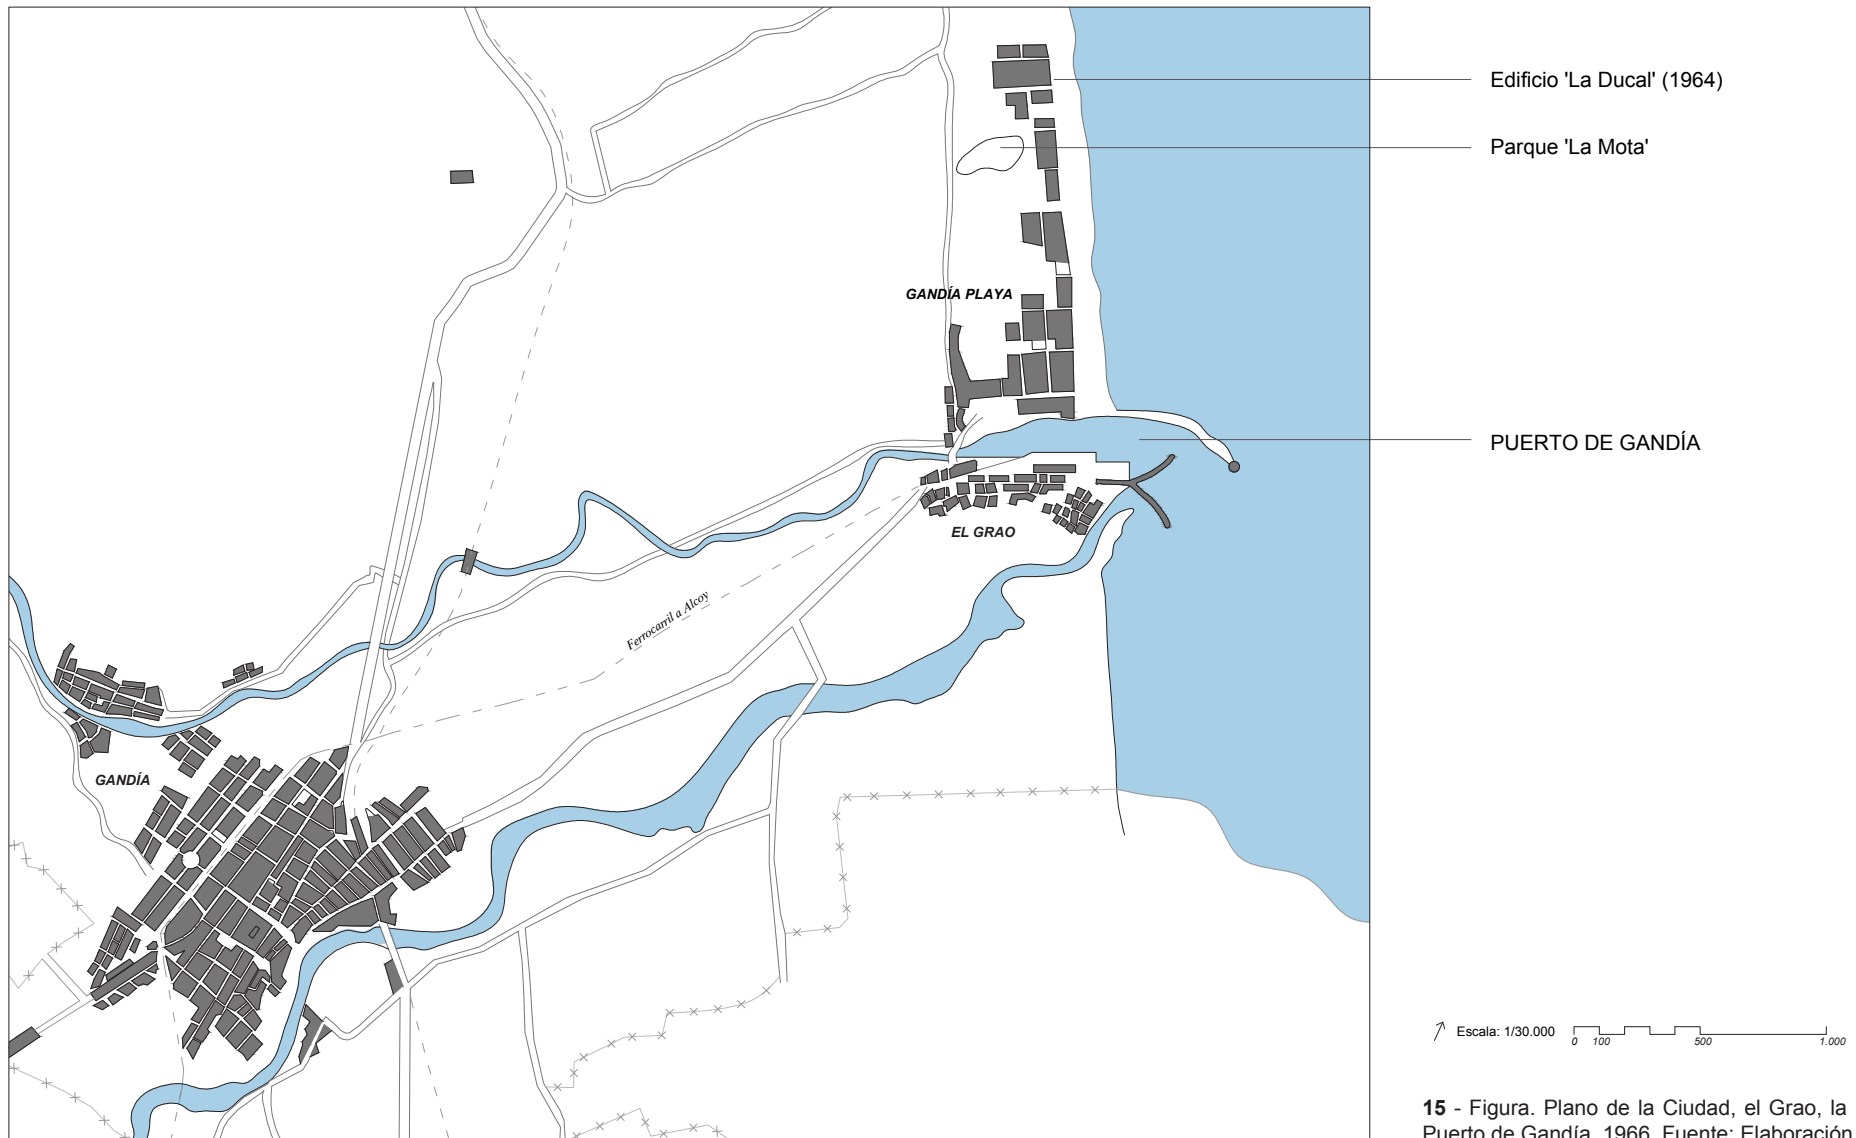 Edificio 'La Ducal' (1964)
Parque 'La Mota'
GANDÍA PLAYA
PUERTO DE GANDÍA
EL GRAO
Ferrocarril a Alcoy
GANDÍA
Escala: 1/30.000
0 100 500 1.000
15 - Figura. Plano de la Ciudad, el Grao, la
Puerto de Gandía, 1966. Fuente: Elaboración